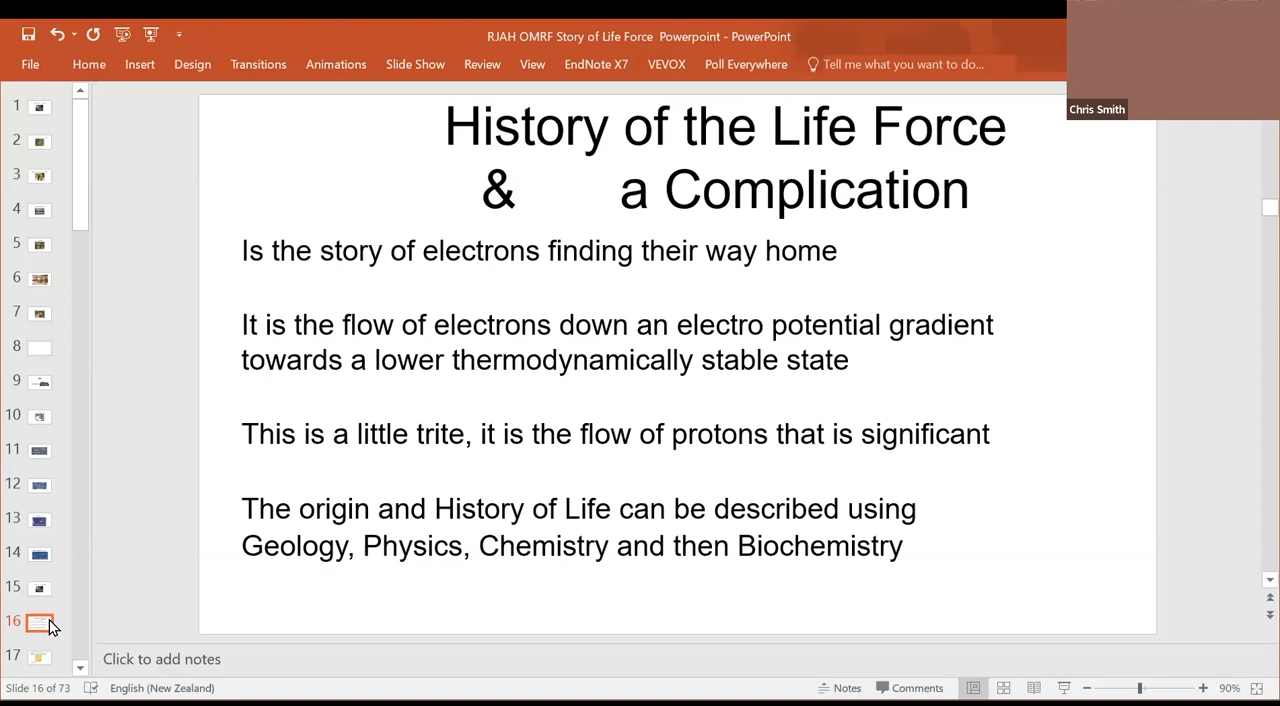 RJAH OMRF Story of Life Force  Powerpoint - PowerPoint
File Home Insert Design Transitions Animations Slide Show Review View EndNote X7 VEVOX Poll Everywhere Tell me what you want to do...
Chris Smith
History of the Life Force
& a Complication
Is the story of electrons finding their way home
It is the flow of electrons down an electro potential gradient
towards a lower thermodynamically stable state
This is a little trite, it is the flow of protons that is significant
The origin and History of Life can be described using
Geology, Physics, Chemistry and then Biochemistry
1
2
3
4
5
6
7
8
9
10
11
12
13
14
15
16
17
Click to add notes
Slide 16 of 73 English (New Zealand) Notes Comments 90%